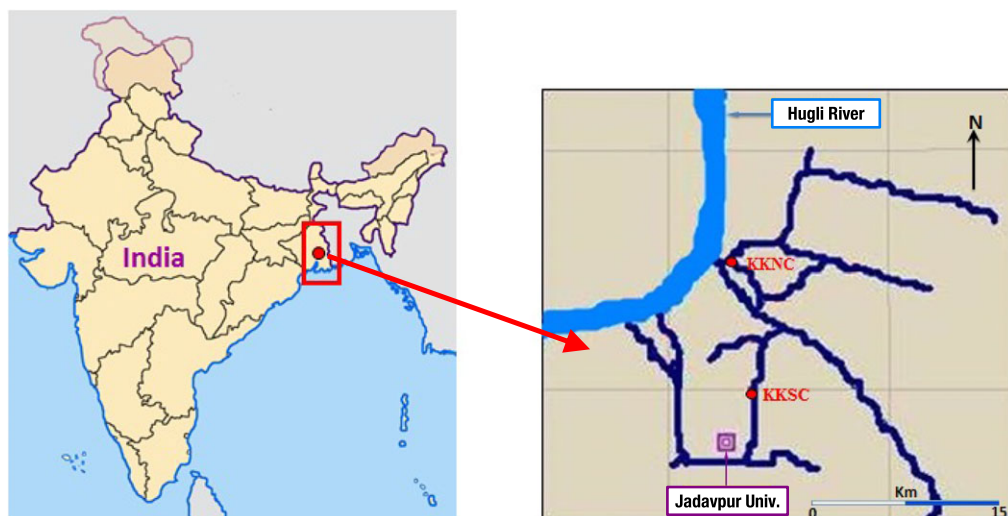 India
Hugli River
N
KKNC
KKSC
Jadavpur Univ.
Km
0
15